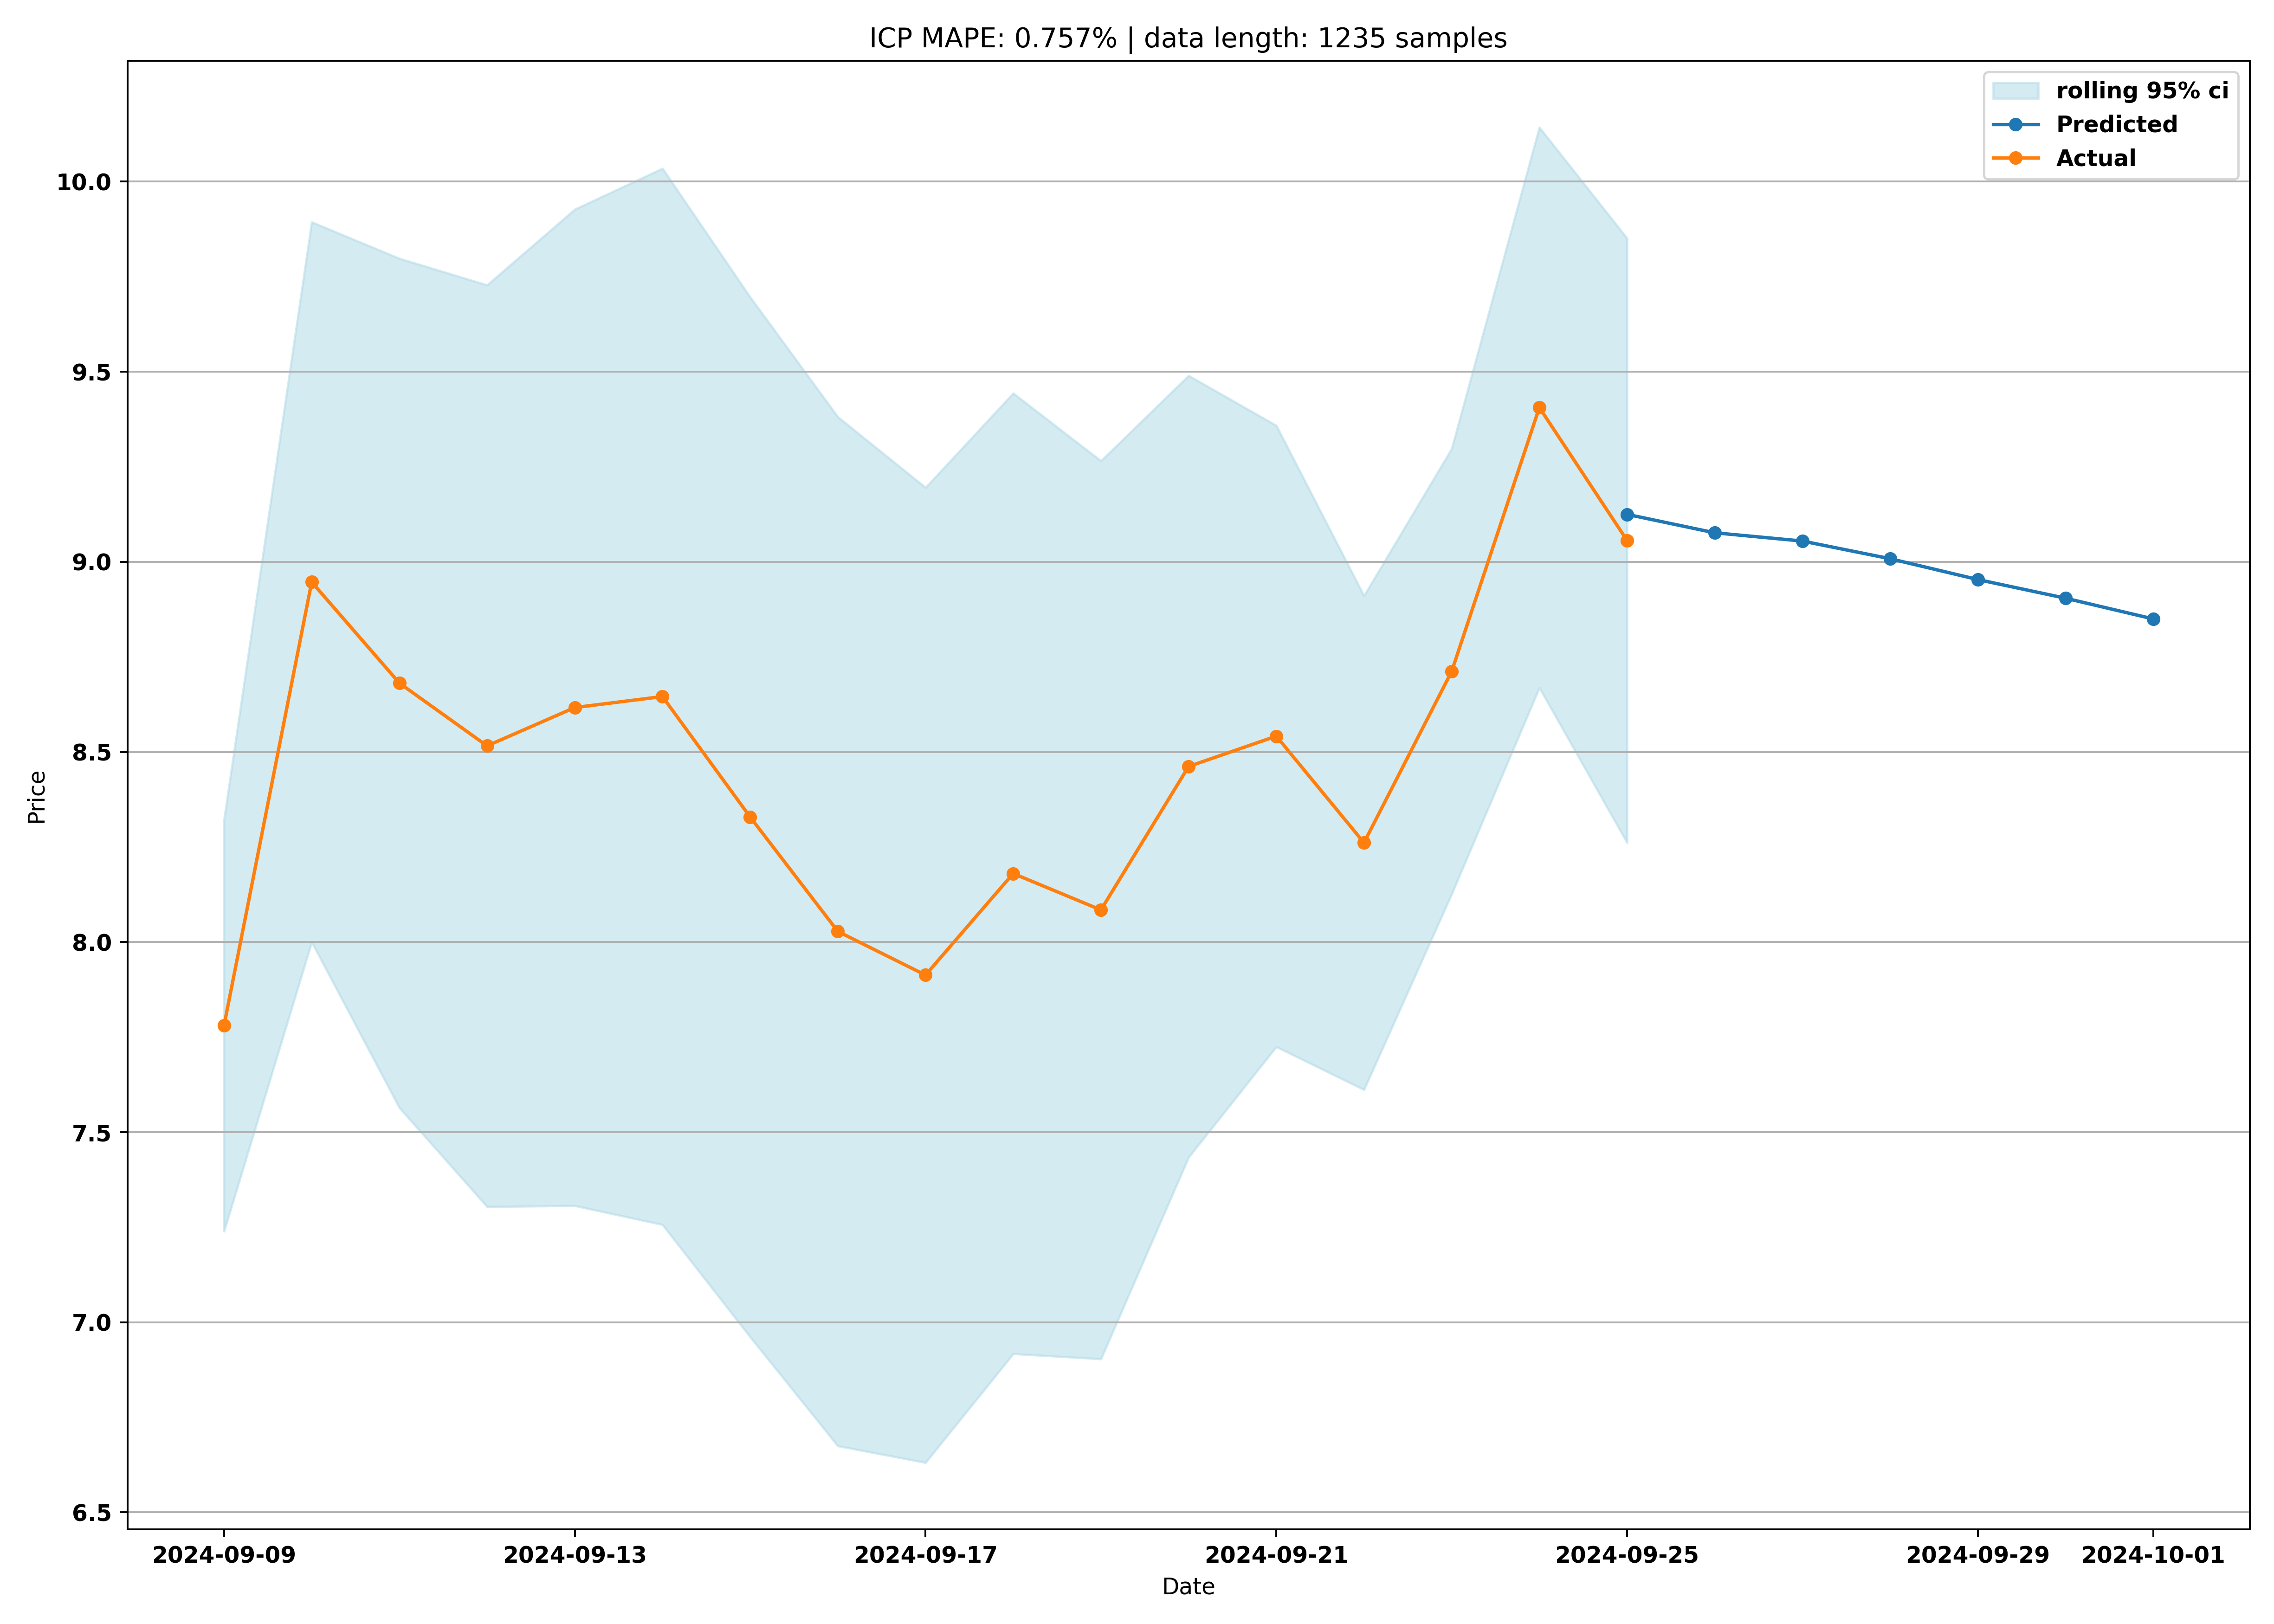 ICP MAPE: 0.757% | data length: 1235 samples
rolling 95% ci
Predicted
Actual
10.0
9.5
9.0
8.5
8.0
7.5
7.0
6.5
Price
2024-09-09 2024-09-13 2024-09-17 2024-09-21 2024-09-25 2024-09-29 2024-10-01
Date